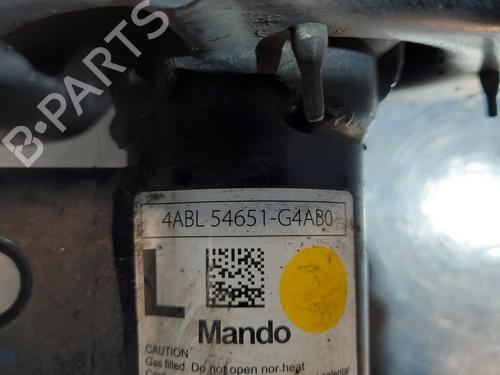 B-PARTS
4ABL 54651-G4AB0
L
Mando
CAUTION
Gas filled. Do not open nor heat